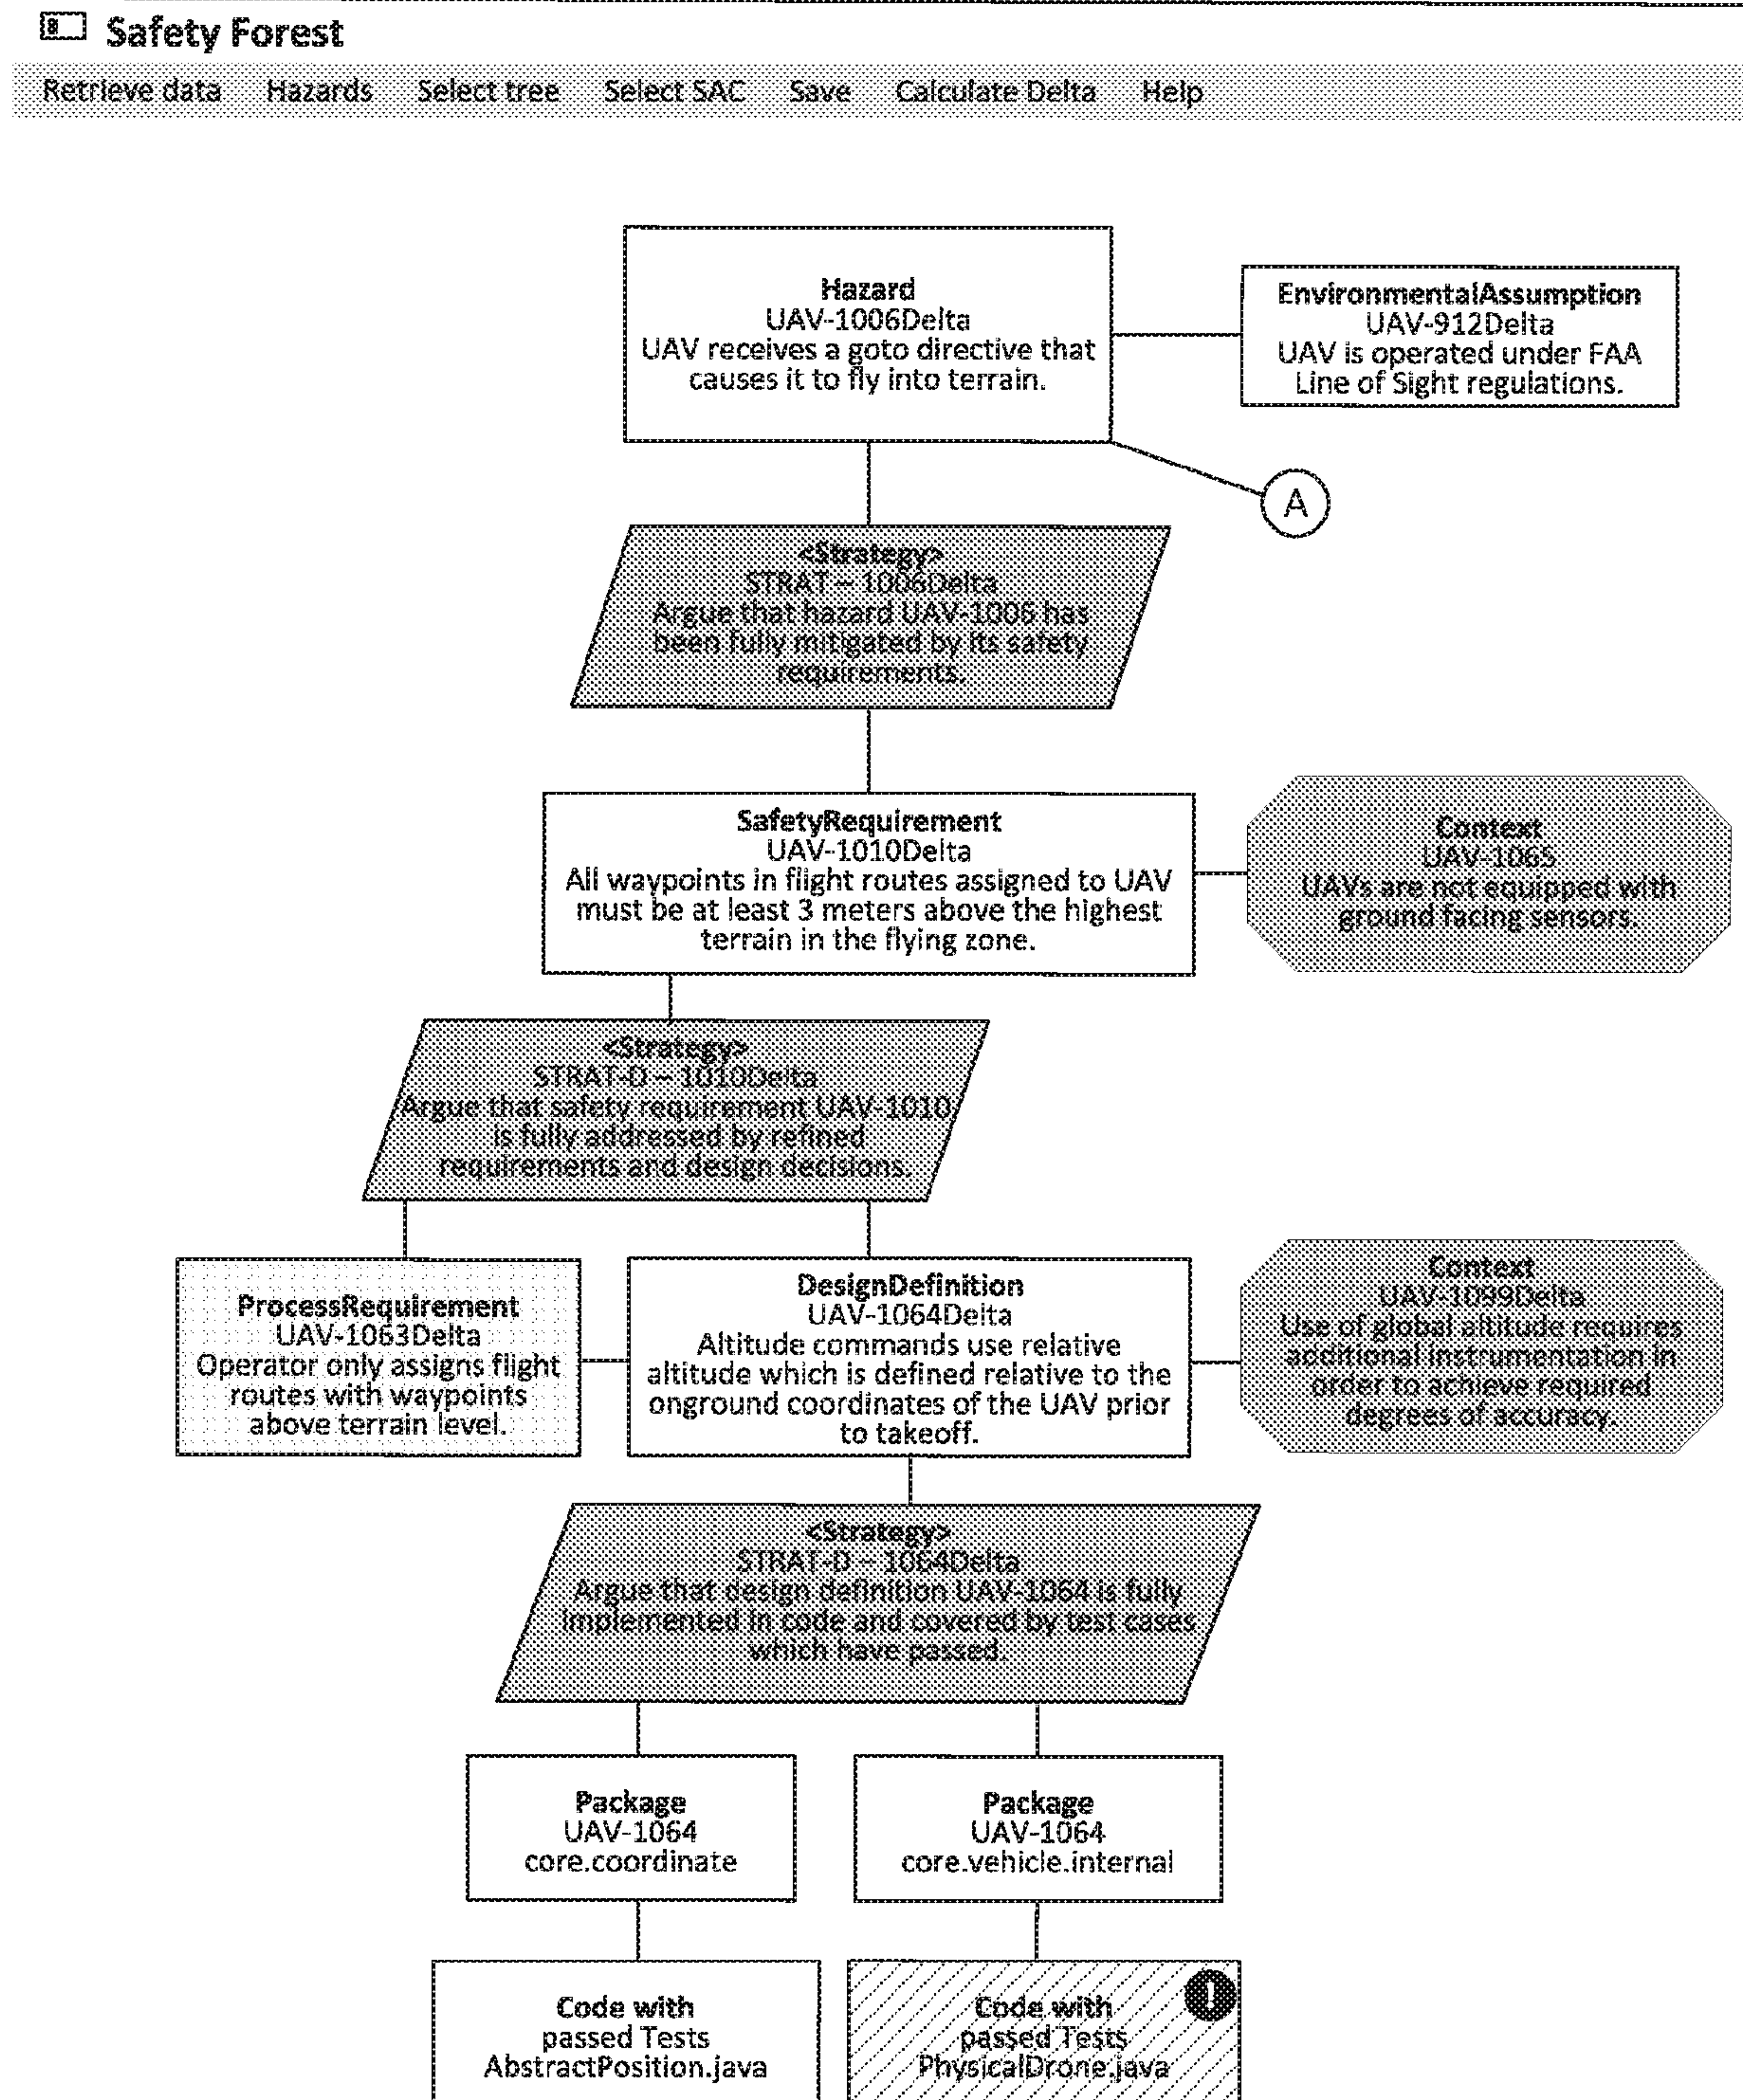 Safety Forest
Retrieve data Hazards Select tree Select SAC Save Calculate Delta Help
Hazard
UAV-1006Delta
UAV receives a goto directive that
causes it to fly into terrain.
EnvironmentalAssumption
UAV-912Delta
UAV is operated under FAA
Line of Sight regulations.
A
<Strategy>
STRAT – 1006Delta
Argue that hazard UAV-1006 has
been fully mitigated by its safety
requirements.
SafetyRequirement
UAV-1010Delta
All waypoints in flight routes assigned to UAV
must be at least 3 meters above the highest
terrain in the flying zone.
Context
UAV-1065
UAVs are not equipped with
ground facing sensors.
<Strategy>
STRAT-D – 1010Delta
Argue that safety requirement UAV-1010
is fully addressed by refined
requirements and design decisions.
ProcessRequirement
UAV-1063Delta
Operator only assigns flight
routes with waypoints
above terrain level.
DesignDefinition
UAV-1064Delta
Altitude commands use relative
altitude which is defined relative to the
onground coordinates of the UAV prior
to takeoff.
Context
UAV-1099Delta
Use of global altitude requires
additional instrumentation in
order to achieve required
degrees of accuracy.
<Strategy>
STRAT-D – 1064Delta
Argue that design definition UAV-1064 is fully
implemented in code and covered by test cases
which have passed.
Package
UAV-1064
core.coordinate
Package
UAV-1064
core.vehicle.internal
Code with
passed Tests
AbstractPosition.java
!
Code with
passed Tests
PhysicalDrone.java